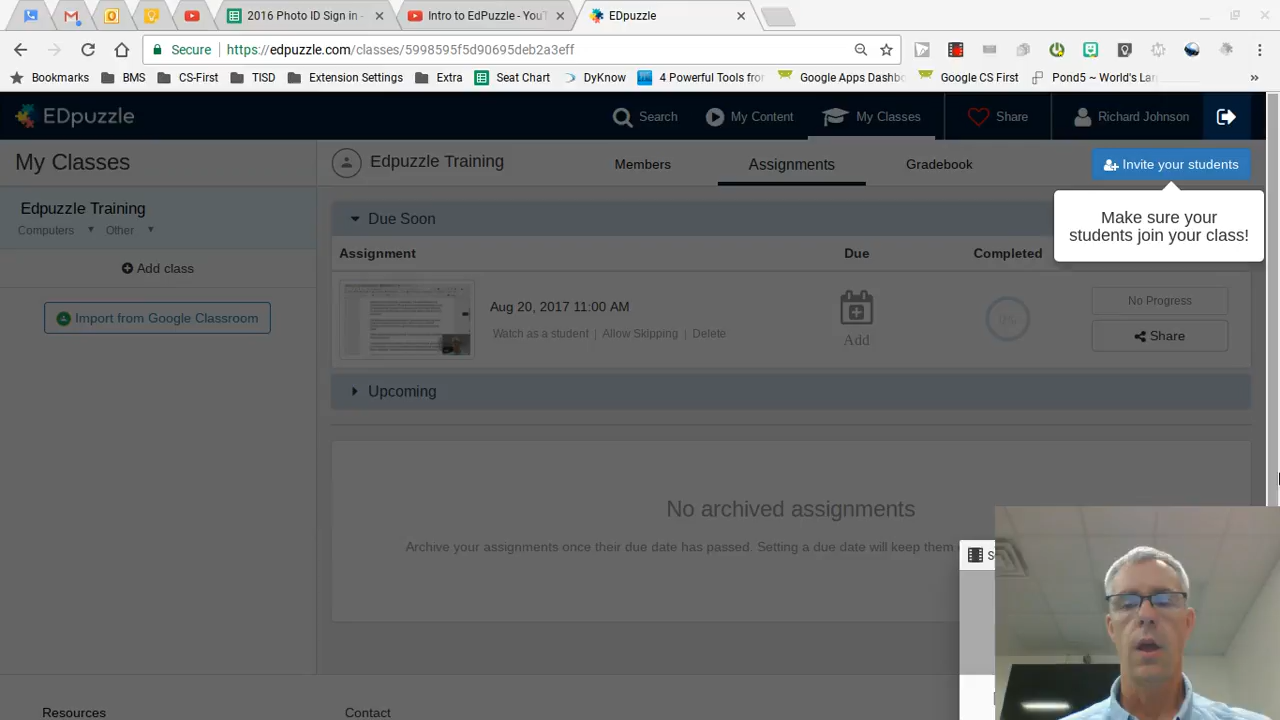 2016 Photo ID Sign in -
Intro to EdPuzzle - YouT
EDpuzzle
Secure
https://edpuzzle.com/classes/5998595f5d90695deb2a3eff
Bookmarks
BMS
CS-First
TISD
Extension Settings
Extra
Seat Chart
DyKnow
4 Powerful Tools from
Google Apps Dashbo
Google CS First
Pond5 ~ World's Lar
EDpuzzle
Search
My Content
My Classes
Share
Richard Johnson
My Classes
Edpuzzle Training
Members
Assignments
Gradebook
Invite your students
Make sure your
students join your class!
Edpuzzle Training
Computers
Other
Add class
Import from Google Classroom
Due Soon
Assignment
Due
Completed
Aug 20, 2017 11:00 AM
Watch as a student | Allow Skipping | Delete
Add
0%
No Progress
Share
Upcoming
No archived assignments
Archive your assignments once their due date has passed. Setting a due date will keep them
Resources
Contact